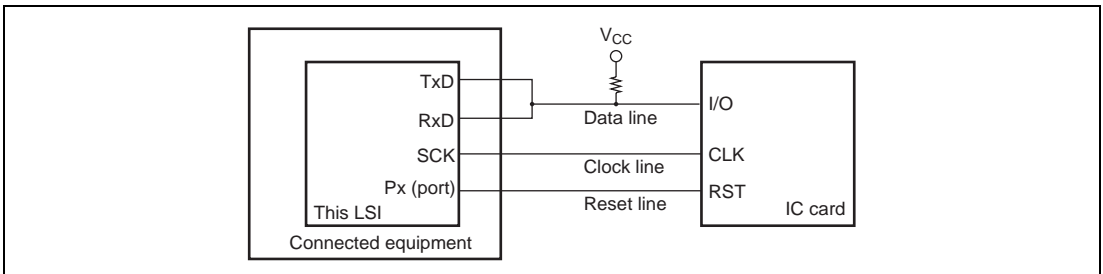 VCC
TxD
RxD
SCK
Px (port)
This LSI
Connected equipment
Data line
Clock line
Reset line
I/O
CLK
RST
IC card